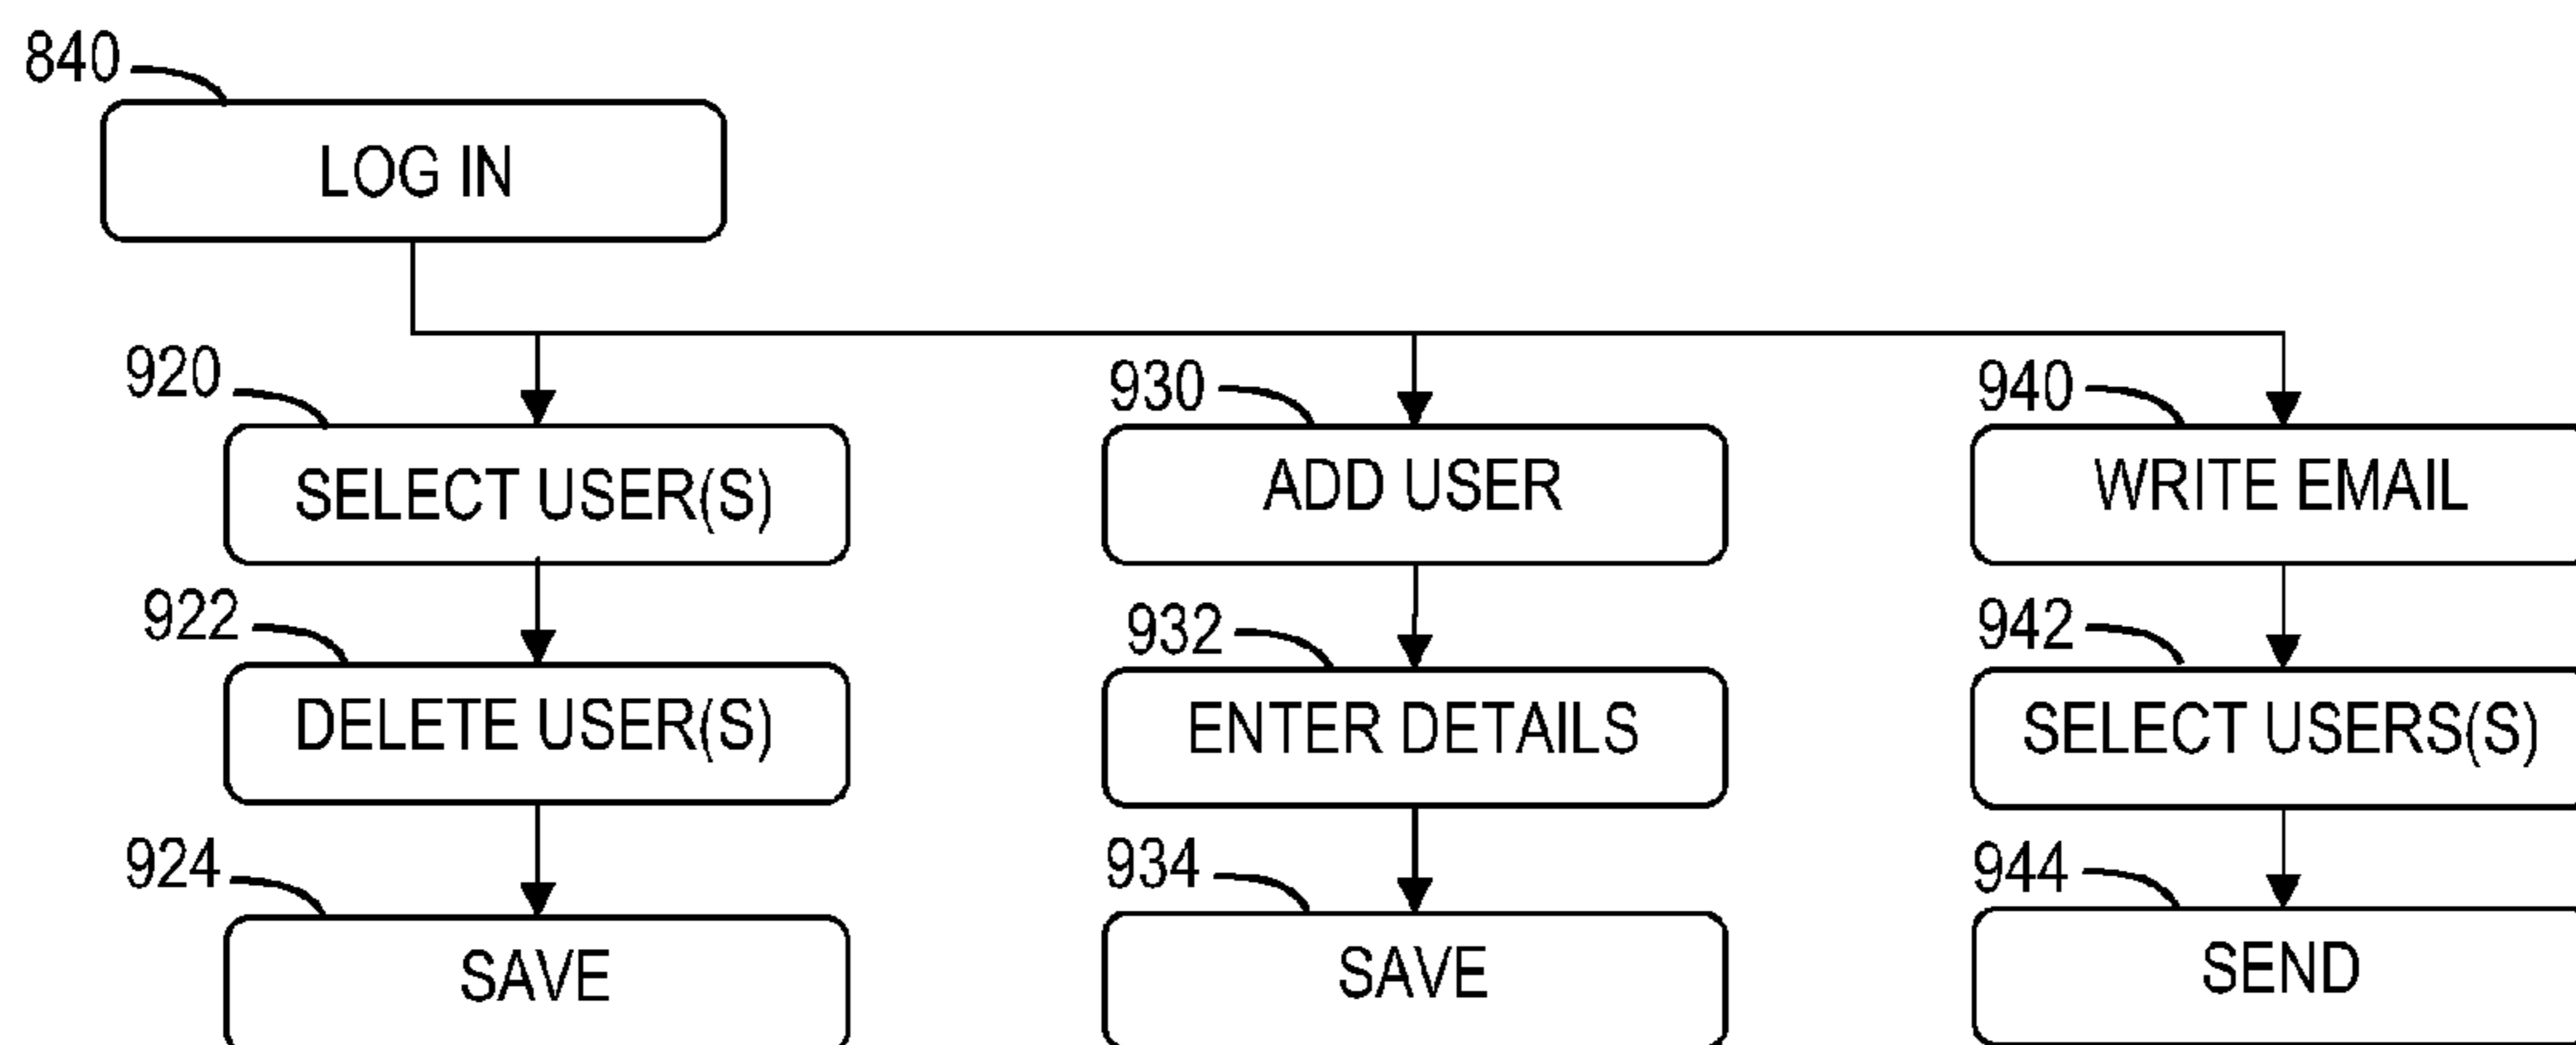 840
LOG IN
920
930
940
SELECT USER(S)
ADD USER
WRITE EMAIL
922
932
942
DELETE USER(S)
ENTER DETAILS
SELECT USERS(S)
924
934
944
SAVE
SAVE
SEND